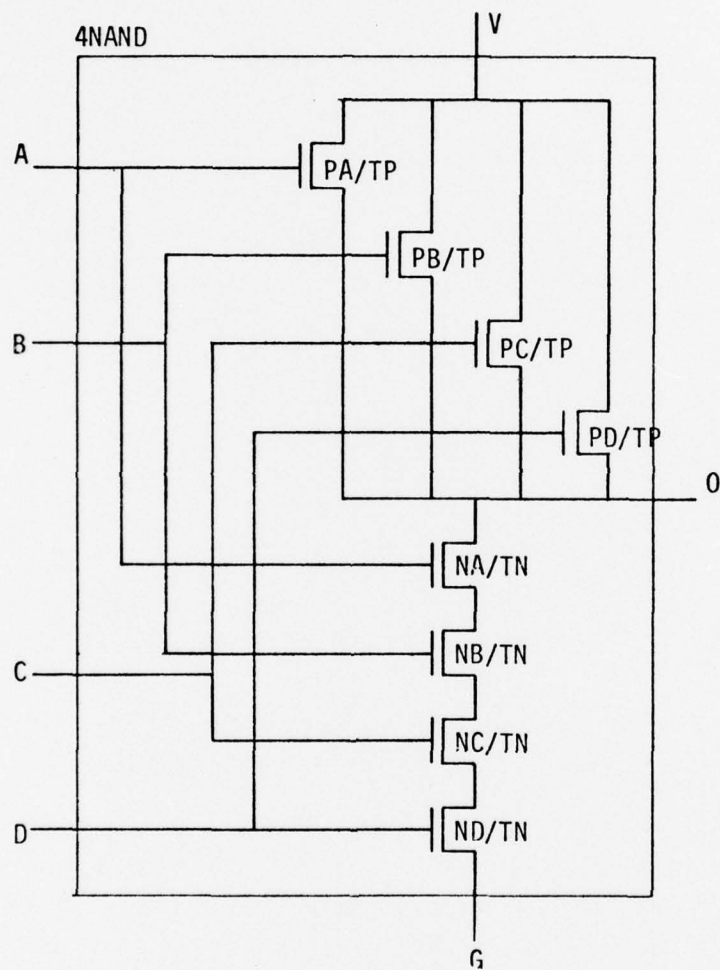 V
4NAND
A
PA/TP
PB/TP
B
PC/TP
PD/TP
O
NA/TN
NB/TN
C
NC/TN
D
ND/TN
G